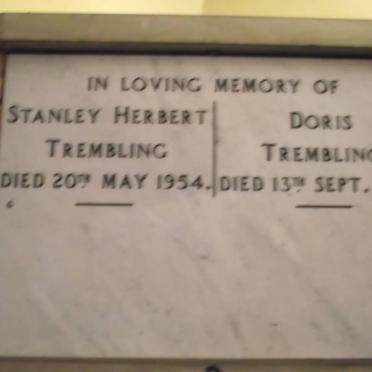 IN LOVING MEMORY OF
STANLEY HERBERT
TREMBLING
DIED 20TH MAY 1954.
DORIS
TREMBLING
DIED 13TH SEPT.